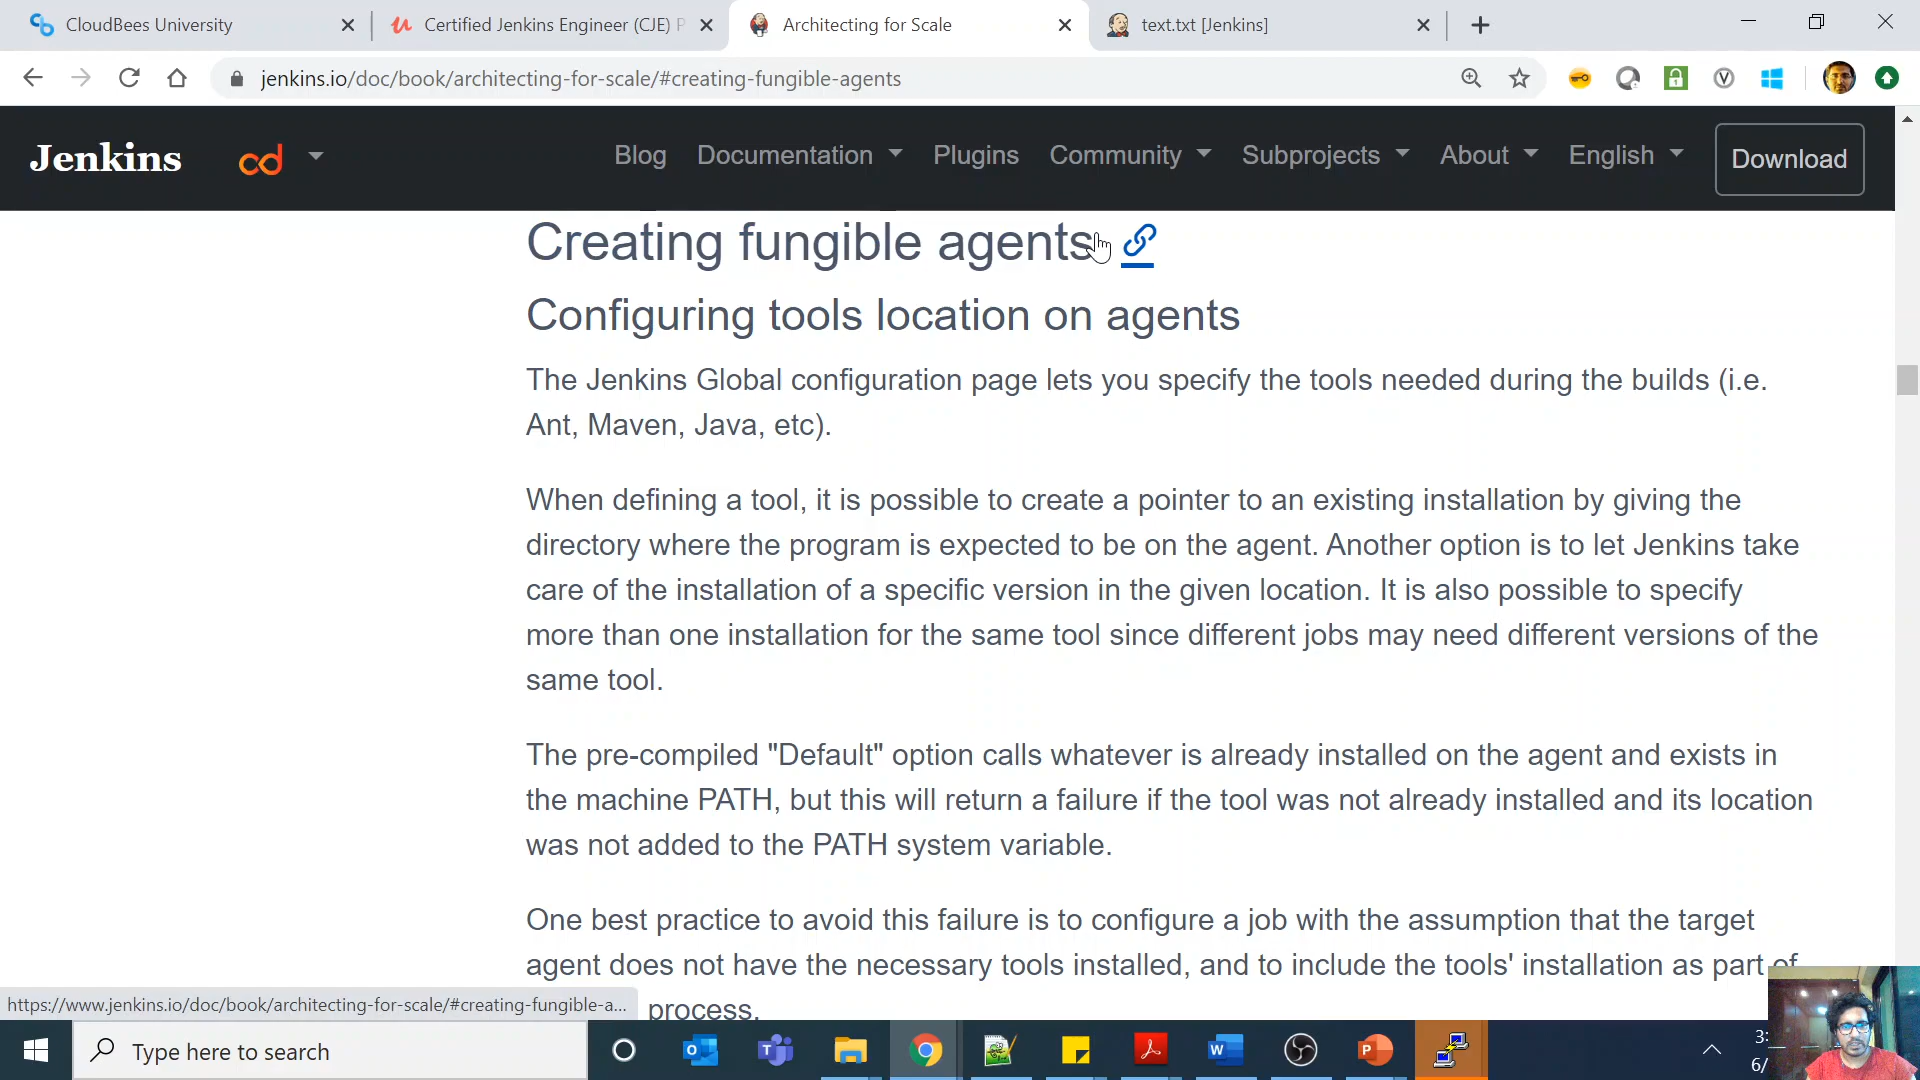 CloudBees University
Certified Jenkins Engineer (CJE) P
Architecting for Scale
text.txt [Jenkins]
jenkins.io/doc/book/architecting-for-scale/#creating-fungible-agents
Jenkins
Blog
Documentation
Plugins
Community
Subprojects
About
English
Download
Creating fungible agents
Configuring tools location on agents
The Jenkins Global configuration page lets you specify the tools needed during the builds (i.e.
Ant, Maven, Java, etc).
When defining a tool, it is possible to create a pointer to an existing installation by giving the
directory where the program is expected to be on the agent. Another option is to let Jenkins take
care of the installation of a specific version in the given location. It is also possible to specify
more than one installation for the same tool since different jobs may need different versions of the
same tool.
The pre-compiled "Default" option calls whatever is already installed on the agent and exists in
the machine PATH, but this will return a failure if the tool was not already installed and its location
was not added to the PATH system variable.
One best practice to avoid this failure is to configure a job with the assumption that the target
agent does not have the necessary tools installed, and to include the tools' installation as part of
process.
https://www.jenkins.io/doc/book/architecting-for-scale/#creating-fungible-a...
Type here to search
3:
6/